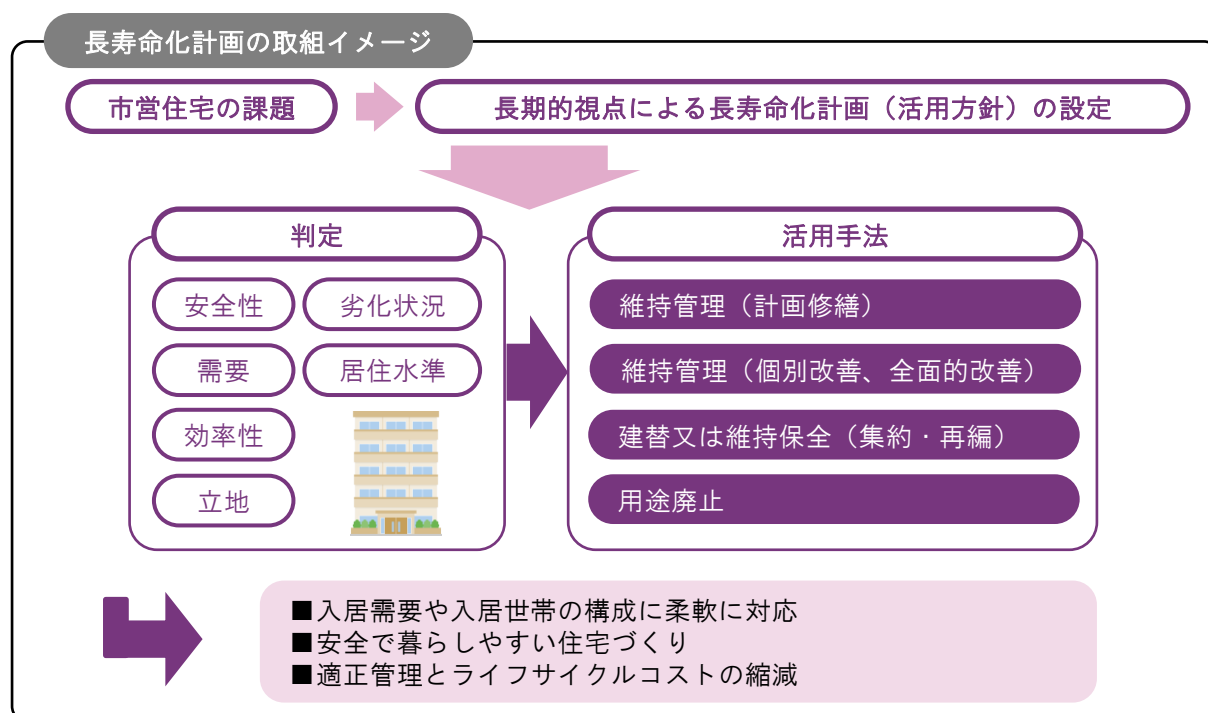 長寿命化計画の取組イメージ
市営住宅の課題
長期的視点による長寿命化計画（活用方針）の設定
判定
安全性
劣化状況
需要
居住水準
効率性
立地
活用手法
維持管理（計画修繕）
維持管理（個別改善、全面的改善）
建替又は維持保全（集約・再編）
用途廃止
■入居需要や入居世帯の構成に柔軟に対応
■安全で暮らしやすい住宅づくり
■適正管理とライフサイクルコストの縮減